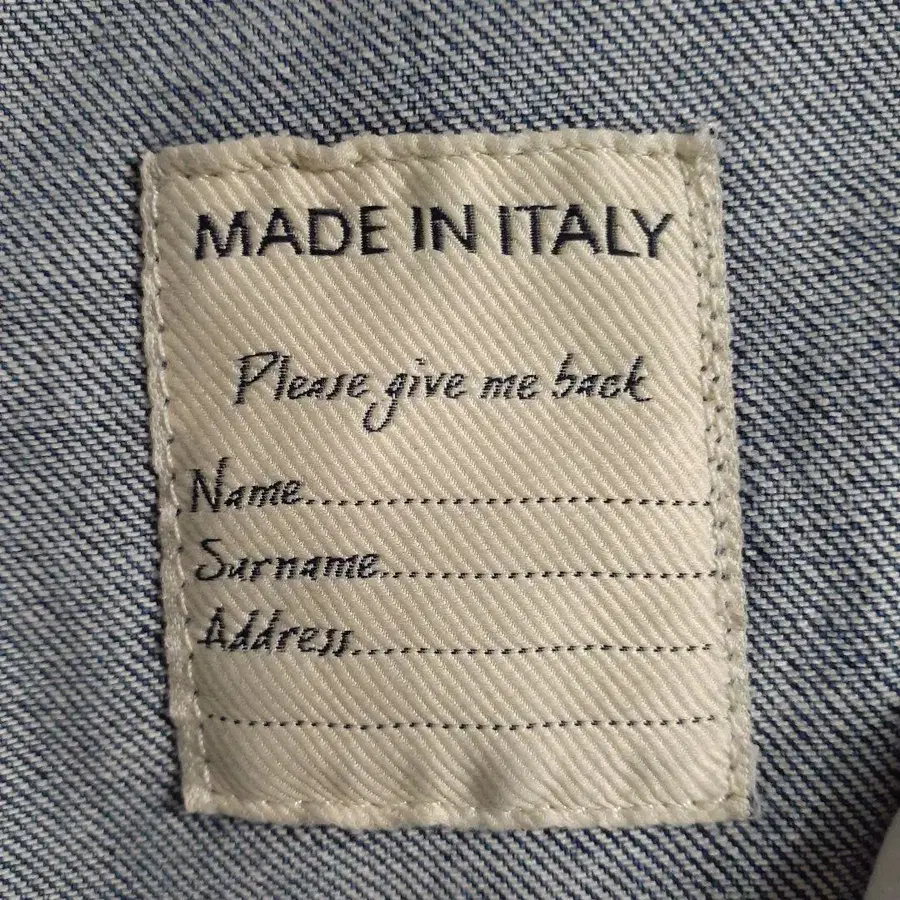 MADE IN ITALY
Please give me back
Name..............................
Surname..............................
Address..............................
..............................